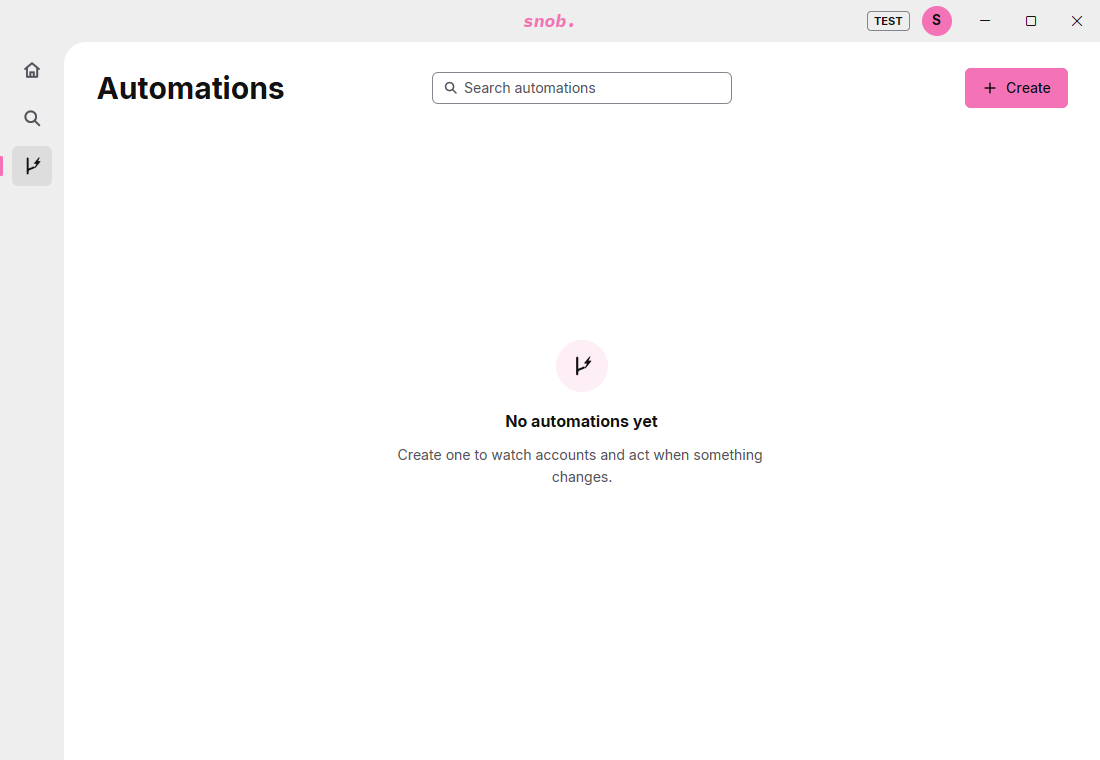 snob.
TEST
S
Automations
Search automations
Create
No automations yet
Create one to watch accounts and act when something
changes.